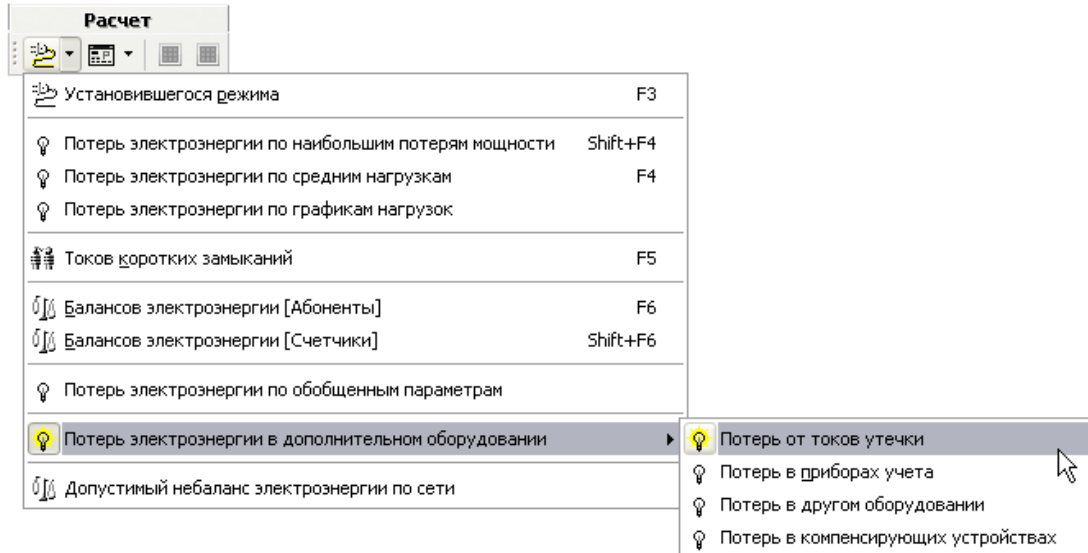 Расчет
Установившегося режима F3
Потерь электроэнергии по наибольшим потерям мощности Shift+F4
Потерь электроэнергии по средним нагрузкам F4
Потерь электроэнергии по графикам нагрузок
Токов коротких замыканий F5
Балансов электроэнергии [Абоненты] F6
Балансов электроэнергии [Счетчики] Shift+F6
Потерь электроэнергии по обобщенным параметрам
Потерь электроэнергии в дополнительном оборудовании
Допустимый небаланс электроэнергии по сети
Потерь от токов утечки
Потерь в приборах учета
Потерь в другом оборудовании
Потерь в компенсирующих устройствах